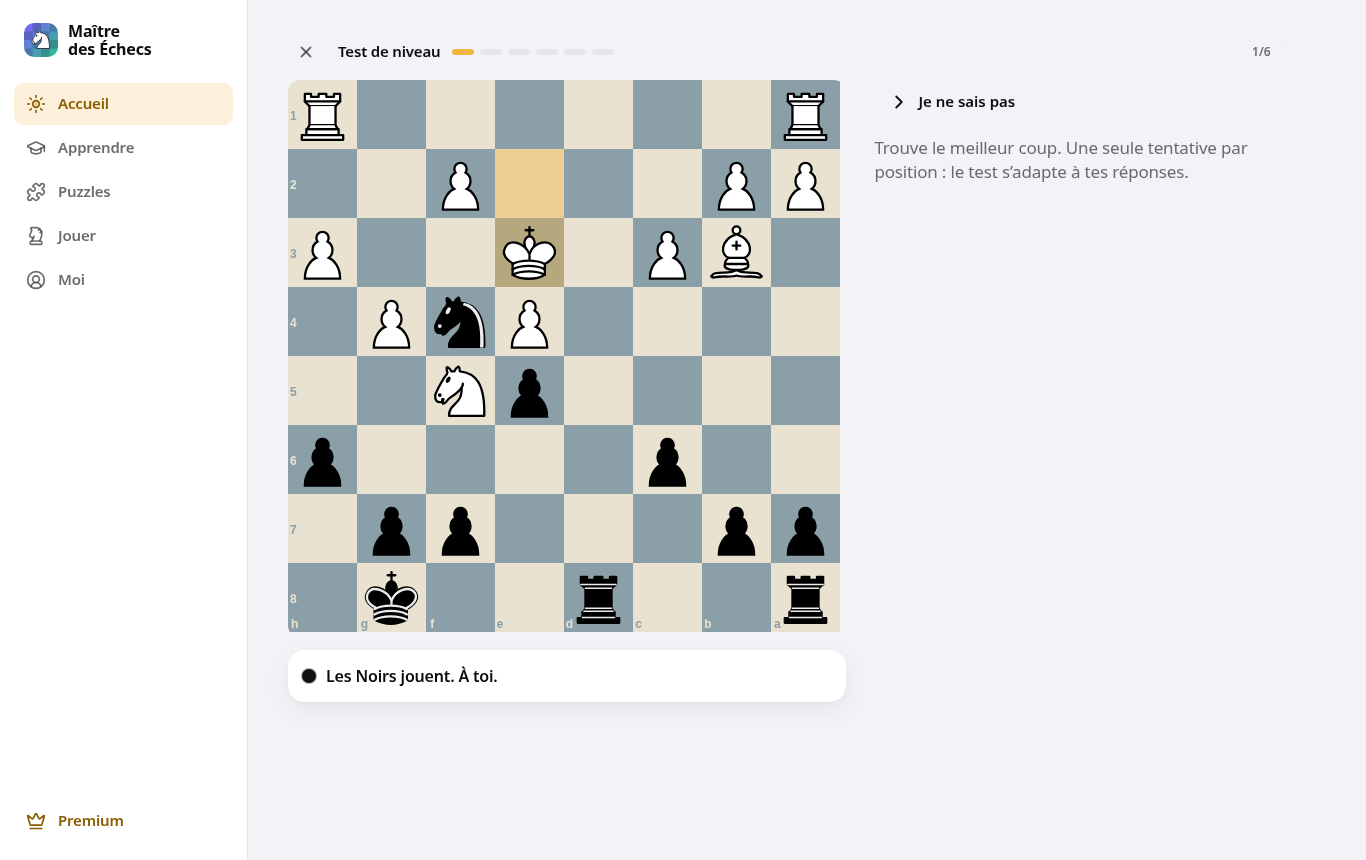 Maître
des Échecs
Accueil
Apprendre
Puzzles
Jouer
Moi
Premium
Test de niveau
1/6
1
2
3
4
5
6
7
8
h g f e d c b a
Les Noirs jouent. À toi.
Je ne sais pas
Trouve le meilleur coup. Une seule tentative par
position : le test s’adapte à tes réponses.